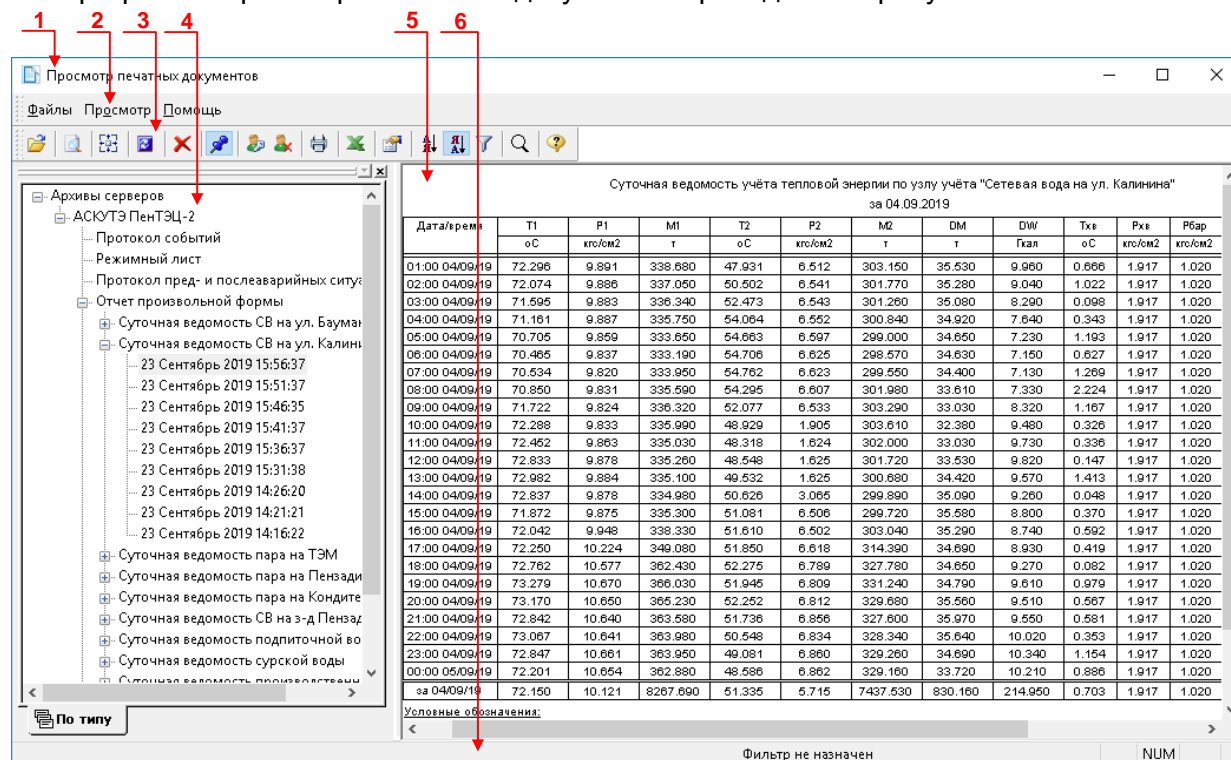 1 2 3 4 5 6
Просмотр печатных документов
Файлы Просмотр Помощь
Архивы серверов
АСКУТЭ ПенТЭЦ-2
Протокол событий
Режимный лист
Протокол пред- и послеаварийных ситуа
Отчет произвольной формы
Суточная ведомость СВ на ул. Бауман
Суточная ведомость СВ на ул. Калини
23 Сентябрь 2019 15:56:37
23 Сентябрь 2019 15:51:37
23 Сентябрь 2019 15:46:35
23 Сентябрь 2019 15:41:37
23 Сентябрь 2019 15:36:37
23 Сентябрь 2019 15:31:38
23 Сентябрь 2019 14:26:20
23 Сентябрь 2019 14:21:21
23 Сентябрь 2019 14:16:22
Суточная ведомость пара на ТЭМ
Суточная ведомость пара на Пензади
Суточная ведомость пара на Кондите
Суточная ведомость СВ на з-д Пензад
Суточная ведомость подпиточной во
Суточная ведомость сурской воды
Суточная ведомость производственн
По типу
Суточная ведомость учёта тепловой энергии по узлу учёта "Сетевая вода на ул. Калинина"
за 04.09.2019
Дата/время T1 P1 M1 T2 P2 M2 DM DW Tхв Pхв Pбар
оС кгс/см2 т оС кгс/см2 т т Гкал оС кгс/см2 кгс/см2
01:00 04/09/19 72.296 9.891 338.680 47.931 6.512 303.150 35.530 9.960 0.666 1.917 1.020
02:00 04/09/19 72.074 9.886 337.050 50.502 6.541 301.770 35.280 9.040 1.022 1.917 1.020
03:00 04/09/19 71.595 9.883 336.340 52.473 6.543 301.260 35.080 8.290 0.098 1.917 1.020
04:00 04/09/19 71.161 9.887 335.750 54.064 6.552 300.840 34.920 7.640 0.343 1.917 1.020
05:00 04/09/19 70.705 9.859 333.650 54.663 6.597 299.000 34.650 7.230 1.193 1.917 1.020
06:00 04/09/19 70.465 9.837 333.190 54.706 6.625 298.570 34.630 7.150 0.627 1.917 1.020
07:00 04/09/19 70.534 9.820 333.950 54.762 6.623 299.550 34.400 7.130 1.269 1.917 1.020
08:00 04/09/19 70.850 9.831 335.590 54.295 6.607 301.980 33.610 7.330 2.224 1.917 1.020
09:00 04/09/19 71.722 9.824 336.320 52.077 6.533 303.290 33.030 8.320 1.167 1.917 1.020
10:00 04/09/19 72.288 9.833 335.990 48.929 1.905 303.610 32.380 9.480 0.326 1.917 1.020
11:00 04/09/19 72.452 9.863 335.030 48.318 1.624 302.000 33.030 9.730 0.336 1.917 1.020
12:00 04/09/19 72.833 9.878 335.260 48.548 1.625 301.720 33.530 9.820 0.147 1.917 1.020
13:00 04/09/19 72.982 9.884 335.100 49.532 1.625 300.680 34.420 9.570 1.413 1.917 1.020
14:00 04/09/19 72.837 9.878 334.980 50.626 3.065 299.890 35.090 9.260 0.048 1.917 1.020
15:00 04/09/19 71.872 9.875 335.300 51.081 6.506 299.720 35.580 8.800 0.370 1.917 1.020
16:00 04/09/19 72.042 9.948 338.330 51.610 6.502 303.040 35.290 8.740 0.592 1.917 1.020
17:00 04/09/19 72.250 10.224 349.080 51.850 6.618 314.390 34.690 8.930 0.419 1.917 1.020
18:00 04/09/19 72.762 10.577 362.430 52.275 6.789 327.780 34.650 9.270 0.082 1.917 1.020
19:00 04/09/19 73.279 10.670 366.030 51.945 6.809 331.240 34.790 9.610 0.979 1.917 1.020
20:00 04/09/19 73.170 10.650 365.230 52.252 6.812 329.680 35.560 9.510 0.567 1.917 1.020
21:00 04/09/19 72.842 10.640 363.580 51.736 6.856 327.600 35.970 9.550 0.581 1.917 1.020
22:00 04/09/19 73.067 10.641 363.980 50.548 6.834 328.340 35.640 10.020 0.353 1.917 1.020
23:00 04/09/19 72.847 10.661 363.950 49.081 6.860 329.260 34.690 10.340 1.154 1.917 1.020
00:00 05/09/19 72.201 10.654 362.880 48.586 6.862 329.160 33.720 10.210 0.886 1.917 1.020
за 04/09/19 72.150 10.121 8267.690 51.335 5.715 7437.530 830.160 214.950 0.703 1.917 1.020
Условные обозначения:
Фильтр не назначен NUM